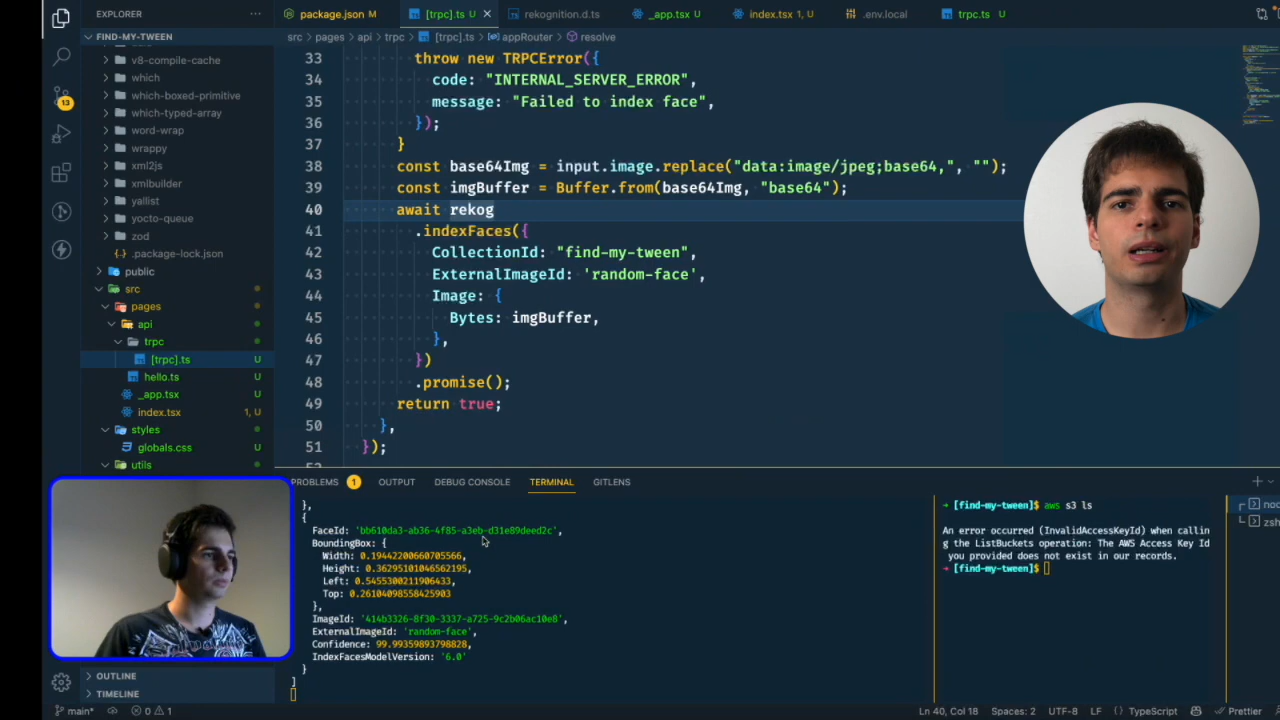 EXPLORER
FIND-MY-TWEEN
v8-compile-cache
which
which-boxed-primitive
which-typed-array
word-wrap
wrappy
xml2js
xmlbuilder
yallist
yocto-queue
zod
.package-lock.json
public
src
pages
api
trpc
[trpc].ts U
hello.ts U
_app.tsx U
index.tsx 1, U
styles
globals.css U
utils
OUTLINE
TIMELINE
13
package.json M
[trpc].ts U
rekognition.d.ts
_app.tsx U
index.tsx 1, U
.env.local
trpc.ts U
src > pages > api > trpc > [trpc].ts > appRouter > resolve
33 throw new TRPCError({
34 code: "INTERNAL_SERVER_ERROR",
35 message: "Failed to index face",
36 });
37 }
38 const base64Img = input.image.replace("data:image/jpeg;base64,", "");
39 const imgBuffer = Buffer.from(base64Img, "base64");
40 await rekog
41 .indexFaces({
42 CollectionId: "find-my-tween",
43 ExternalImageId: 'random-face',
44 Image: {
45 Bytes: imgBuffer,
46 },
47 })
48 .promise();
49 return true;
50 },
51 });
PROBLEMS 1 OUTPUT DEBUG CONSOLE TERMINAL GITLENS
},
{
FaceId: 'bb610da3-ab36-4f85-a3eb-d31e89deed2c',
BoundingBox: {
Width: 0.19442200660705566,
Height: 0.36295101046562195,
Left: 0.5455300211906433,
Top: 0.26104098558425903
},
ImageId: '414b3326-8f30-3337-a725-9c2b06ac10e8',
ExternalImageId: 'random-face',
Confidence: 99.99359893798828,
IndexFacesModelVersion: '6.0'
}
]
→ [find-my-tween]$ aws s3 ls
An error occurred (InvalidAccessKeyId) when callin
g the ListBuckets operation: The AWS Access Key Id
you provided does not exist in our records.
→ [find-my-tween]$
noc
zsh
main* 0 1
Ln 40, Col 18 Spaces: 2 UTF-8 LF {} TypeScript Prettier